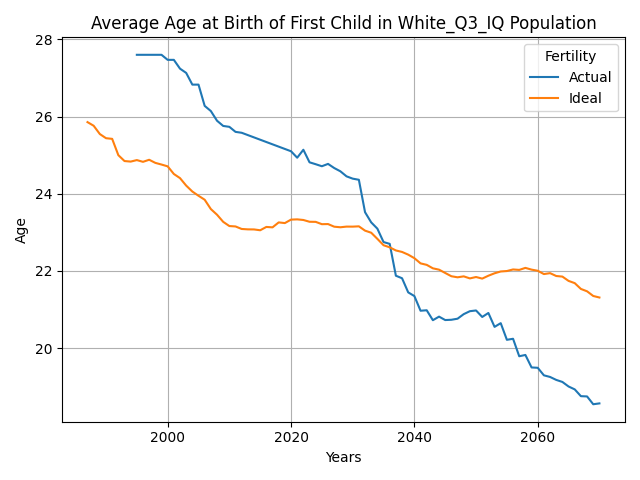 Average Age at Birth of First Child in White_Q3_IQ Population
Fertility
Actual
Ideal
Age
28
26
24
22
20
2000
2020
2040
2060
Years